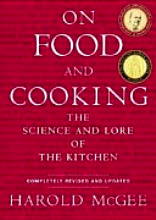 ON
FOOD
AND
COOKING
THE
SCIENCE AND LORE
OF
THE KITCHEN
COMPLETELY REVISED AND UPDATED
HAROLD McGEE